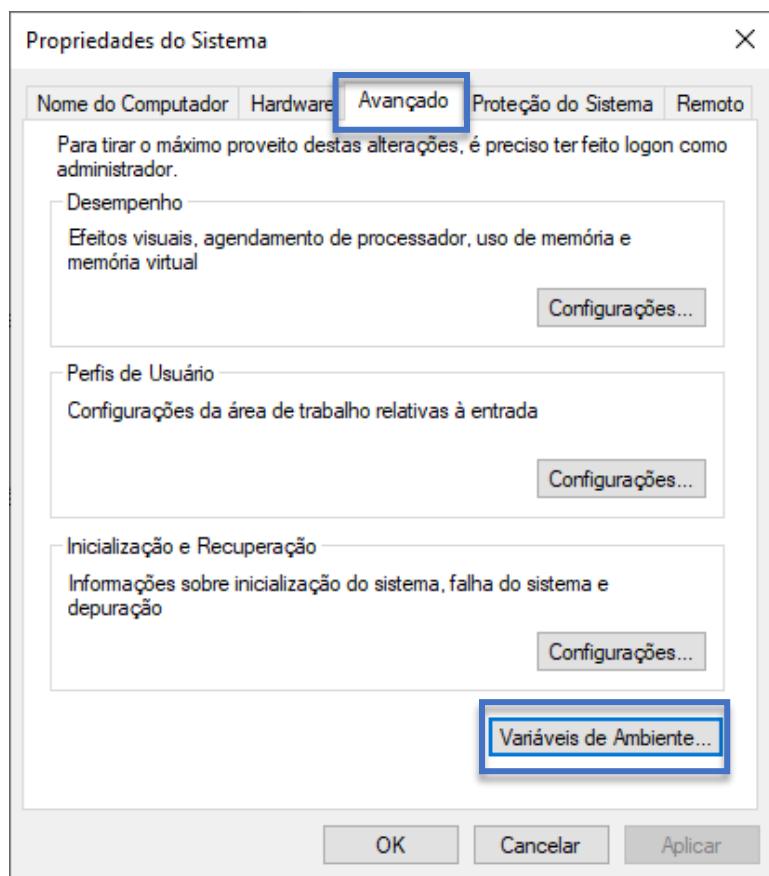 Propriedades do Sistema
Nome do Computador Hardware Avançado Proteção do Sistema Remoto
Para tirar o máximo proveito destas alterações, é preciso ter feito logon como
administrador.
Desempenho
Efeitos visuais, agendamento de processador, uso de memória e
memória virtual
Configurações...
Perfis de Usuário
Configurações da área de trabalho relativas à entrada
Configurações...
Inicialização e Recuperação
Informações sobre inicialização do sistema, falha do sistema e
depuração
Configurações...
Variáveis de Ambiente...
OK Cancelar Aplicar